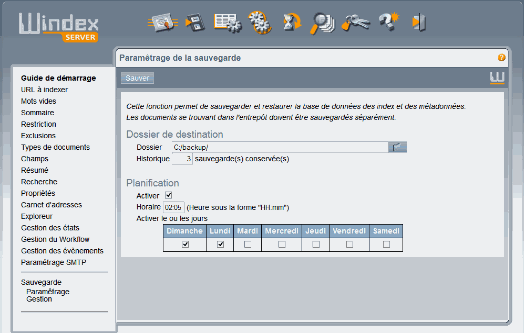 Windex
SERVER
Paramétrage de la sauvegarde
Sauver
Guide de démarrage
URL à indexer
Mots vides
Sommaire
Restriction
Exclusions
Types de documents
Champs
Résumé
Recherche
Propriétés
Carnet d'adresses
Exploreur
Gestion des états
Gestion du Workflow
Gestion des événements
Paramétrage SMTP
Sauvegarde
Paramétrage
Gestion
Cette fonction permet de sauvegarder et restaurer la base de données des index et des métadonnées.
Les documents se trouvant dans l'entrepôt doivent être sauvegardés séparément.
Dossier de destination
Dossier C:/backup/
Historique 3 sauvegarde(s) conservée(s)
Planification
Activer
Horaire 02:05 (Heure sous la forme "HH:mm")
Activer le ou les jours
Dimanche Lundi Mardi Mercredi Jeudi Vendredi Samedi